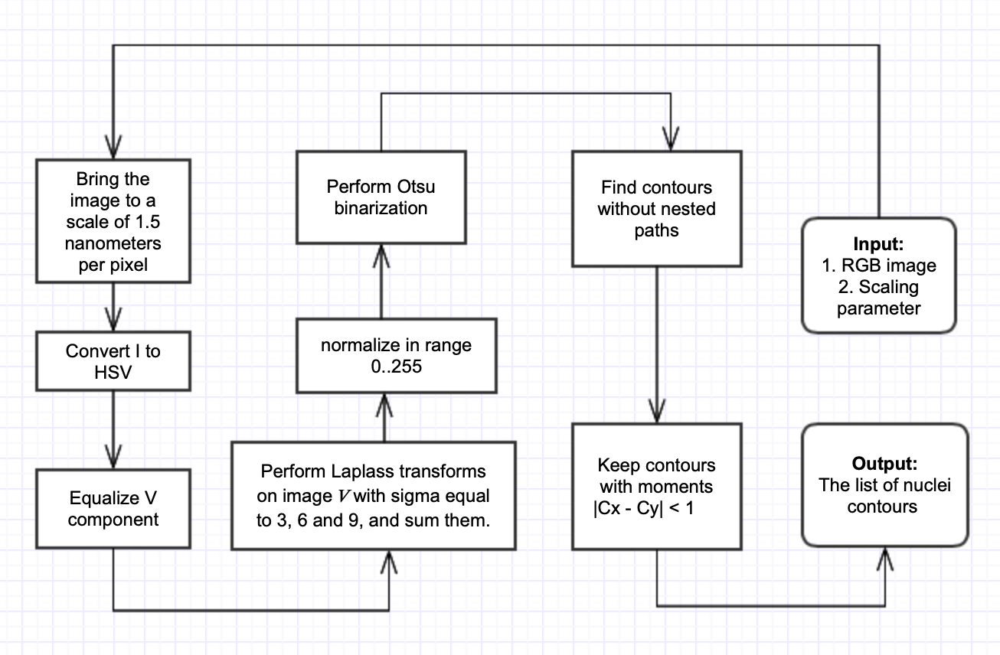 Bring the
image to a
scale of 1.5
nanometers
per pixel
Convert I to
HSV
Equalize V
component
Perform Otsu
binarization
normalize in range
0..255
Perform Laplass transforms
on image V with sigma equal
to 3, 6 and 9, and sum them.
Find contours
without nested
paths
Keep contours
with moments
|Cx - Cy| < 1
Input:
1. RGB image
2. Scaling
parameter
Output:
The list of nuclei
contours